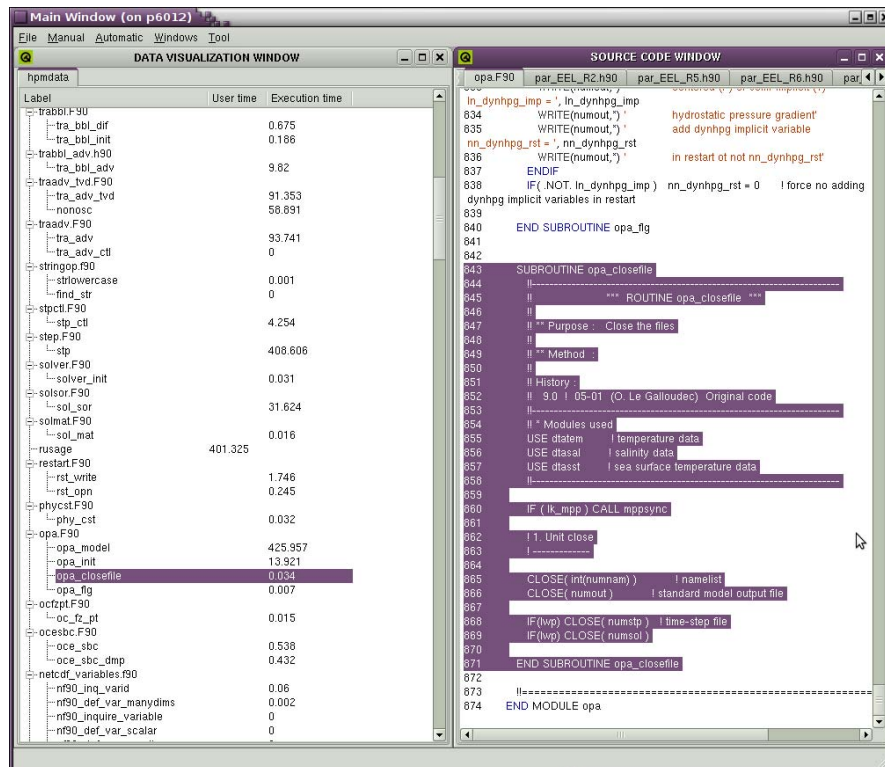 Main Window (on p6012)
File Manual Automatic Windows Tool
DATA VISUALIZATION WINDOW
hpmdata
Label User time Execution time
trabbl.F90
tra_bbl_dif 0.675
tra_bbl_init 0.186
trabbl_adv.h90
tra_bbl_adv 9.82
traadv_tvd.F90
tra_adv_tvd 91.353
nonosc 58.891
traadv.F90
tra_adv 93.741
tra_adv_ctl 0
stringop.f90
strlowercase 0.001
find_str 0
stpctl.F90
stp_ctl 4.254
step.F90
stp 408.606
solver.F90
solver_init 0.031
solsor.F90
sol_sor 31.624
solmat.F90
sol_mat 0.016
rusage 401.325
restart.F90
rst_write 1.746
rst_opn 0.245
phycst.F90
phy_cst 0.032
opa.F90
opa_model 425.957
opa_init 13.921
opa_closefile 0.034
opa_flg 0.007
ocfzpt.F90
oc_fz_pt 0.015
ocesbc.F90
oce_sbc 0.538
oce_sbc_dmp 0.432
netcdf_variables.f90
nf90_inq_varid 0.06
nf90_def_var_manydims 0.002
nf90_inquire_variable 0
nf90_def_var_scalar 0
SOURCE CODE WINDOW
opa.F90 par_EEL_R2.h90 par_EEL_R5.h90 par_EEL_R6.h90 par_
ln_dynhpg_imp = ', ln_dynhpg_imp
834 WRITE(numout,*) ' hydrostatic pressure gradient'
835 WRITE(numout,*) ' add dynhpg implicit variable
nn_dynhpg_rst = ', nn_dynhpg_rst
836 WRITE(numout,*) ' in restart ot not nn_dynhpg_rst'
837 ENDIF
838 IF( .NOT. ln_dynhpg_imp ) nn_dynhpg_rst = 0 ! force no adding
dynhpg implicit variables in restart
839
840 END SUBROUTINE opa_flg
841
842
843 SUBROUTINE opa_closefile
844 !!----------------------------------------------------------------------
845 !! *** ROUTINE opa_closefile ***
846 !!
847 !! ** Purpose : Close the files
848 !!
849 !! ** Method :
850 !!
851 !! History :
852 !! 9.0 ! 05-01 (O. Le Galloudec) Original code
853 !!----------------------------------------------------------------------
854 !! * Modules used
855 USE dtatem ! temperature data
856 USE dtasal ! salinity data
857 USE dtasst ! sea surface temperature data
858 !!----------------------------------------------------------------------
859
860 IF ( lk_mpp ) CALL mppsync
861
862 ! 1. Unit close
863 ! -------------
864
865 CLOSE( int(numnam) ) ! namelist
866 CLOSE( numout ) ! standard model output file
867
868 IF(lwp) CLOSE( numstp ) ! time-step file
869 IF(lwp) CLOSE( numsol )
870
871 END SUBROUTINE opa_closefile
872
873 !!======================================================================
874 END MODULE opa